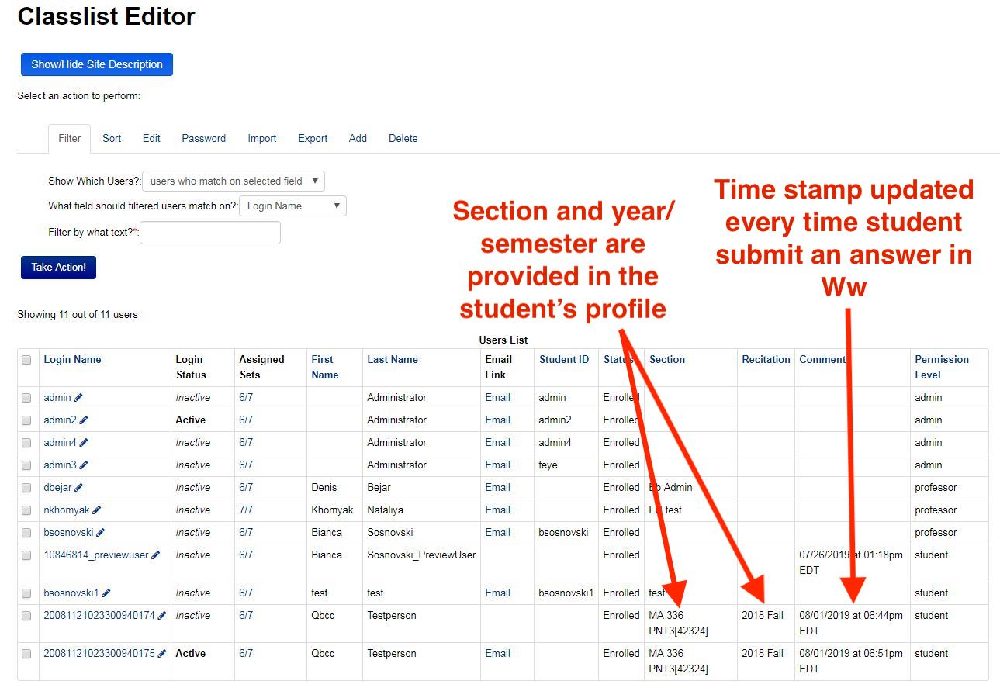 Classlist Editor
Show/Hide Site Description
Select an action to perform:
Filter Sort Edit Password Import Export Add Delete
Show Which Users?: users who match on selected field
What field should filtered users match on?: Login Name
Filter by what text?*:
Take Action!
Section and year/
semester are
provided in the
student’s profile
Time stamp updated
every time student
submit an answer in
Ww
Showing 11 out of 11 users
Users List
Login Name Login Status Assigned Sets First Name Last Name Email Link Student ID Status Section Recitation Comment Permission Level
admin Inactive 6/7 Administrator Email admin Enrolled admin
admin2 Active 6/7 Administrator Email admin2 Enrolled admin
admin4 Inactive 6/7 Administrator Email admin4 Enrolled admin
admin3 Inactive 6/7 Administrator Email feye Enrolled admin
dbejar Inactive 6/7 Denis Bejar Email Enrolled Bb Admin professor
nkhomyak Inactive 7/7 Khomyak Nataliya Email Enrolled LTI test professor
bsosnovski Inactive 6/7 Bianca Sosnovski Email bsosnovski Enrolled professor
10846814_previewuser Inactive 6/7 Bianca Sosnovski_PreviewUser Enrolled 07/26/2019 at 01:18pm student
EDT
bsosnovski1 Inactive 6/7 test test Email bsosnovski1 Enrolled test student
20081121023300940174 Inactive 6/7 Qbcc Testperson Enrolled MA 336 2018 Fall 08/01/2019 at 06:44pm student
PNT3[42324] EDT
20081121023300940175 Active 6/7 Qbcc Testperson Email Enrolled MA 336 2018 Fall 08/01/2019 at 06:51pm student
PNT3[42324] EDT